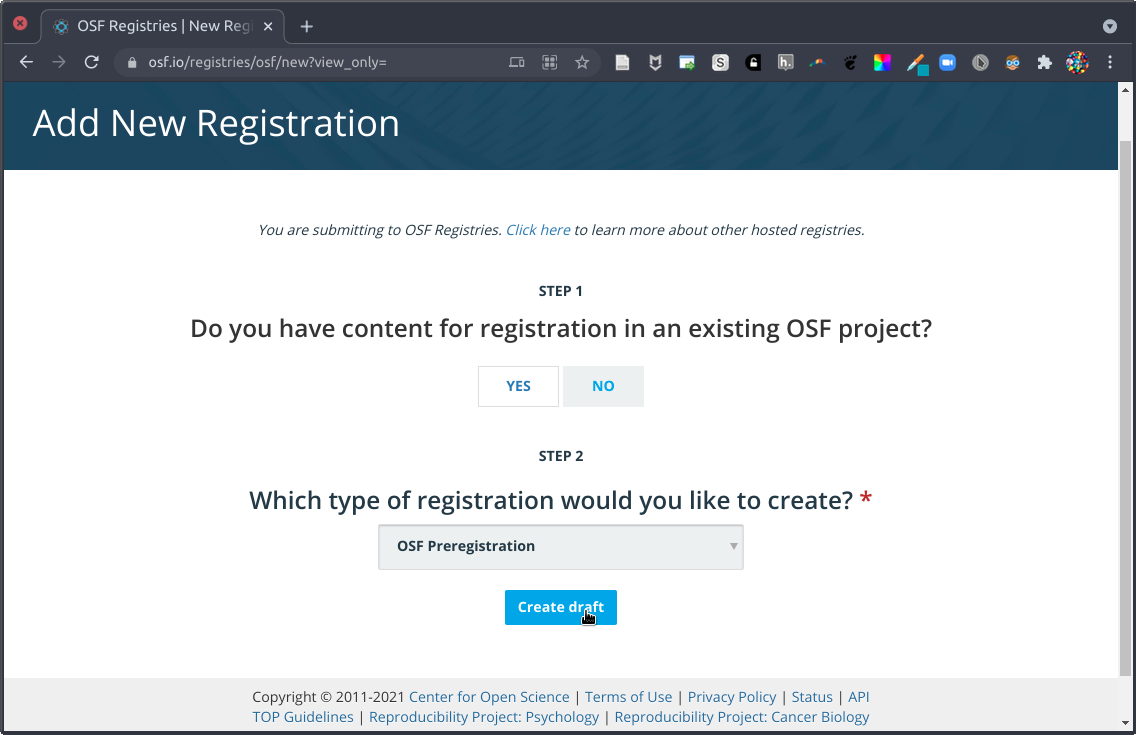 OSF Registries | New Reg
osf.io/registries/osf/new?view_only=
Add New Registration
You are submitting to OSF Registries. Click here to learn more about other hosted registries.
STEP 1
Do you have content for registration in an existing OSF project?
YES NO
STEP 2
Which type of registration would you like to create? *
OSF Preregistration
Create draft
Copyright © 2011-2021 Center for Open Science | Terms of Use | Privacy Policy | Status | API
TOP Guidelines | Reproducibility Project: Psychology | Reproducibility Project: Cancer Biology